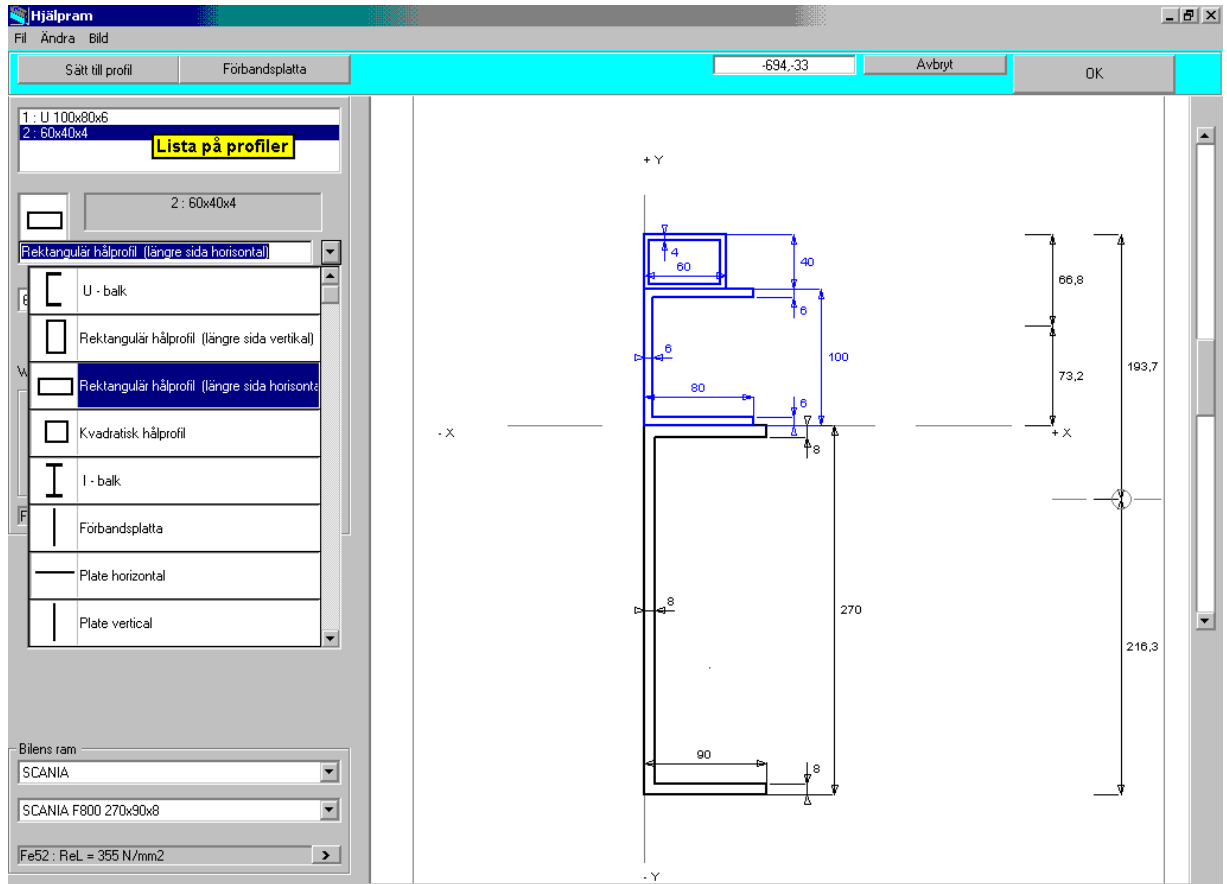 Hjälpram
Fil Ändra Bild
Sätt till profil
Förbandsplatta
-694,-33
Avbryt
OK
1 : U 100x80x6
2 : 60x40x4
Lista på profiler
2 : 60x40x4
Rektangulär hålprofil (längre sida horisontal)
U - balk
Rektangulär hålprofil (längre sida vertikal)
Rektangulär hålprofil (längre sida horisonta
Kvadratisk hålprofil
I - balk
Förbandsplatta
Plate horizontal
Plate vertical
Bilens ram
SCANIA
SCANIA F800 270x90x8
Fe52 : ReL = 355 N/mm2
>
+ Y
4
60
40
6
6
100
80
6
- X
+ X
8
8
270
90
8
- Y
66,8
73,2
193,7
216,3